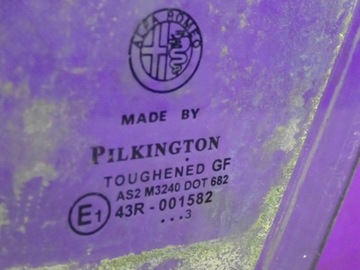 ALFA ROMEO
MADE BY
PILKINGTON
TOUGHENED GF
AS2 M3240 DOT 682
E1 43R - 001582
...3